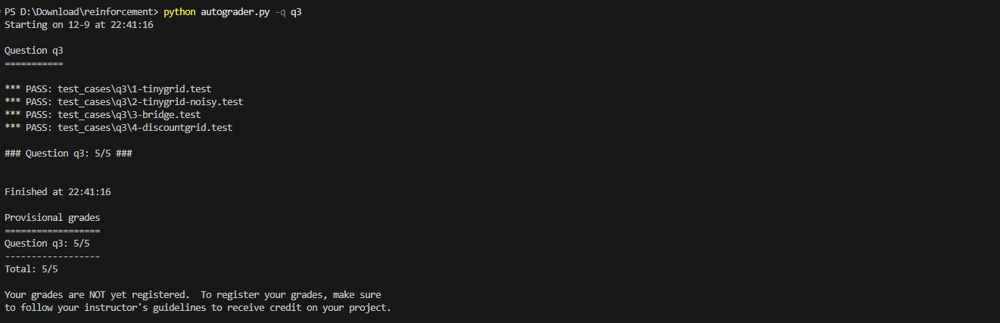 PS D:\Download\reinforcement> python autograder.py -q q3
Starting on 12-9 at 22:41:16
Question q3
===========
*** PASS: test_cases\q3\1-tinygrid.test
*** PASS: test_cases\q3\2-tinygrid-noisy.test
*** PASS: test_cases\q3\3-bridge.test
*** PASS: test_cases\q3\4-discountgrid.test
### Question q3: 5/5 ###
Finished at 22:41:16
Provisional grades
==================
Question q3: 5/5
------------------
Total: 5/5
Your grades are NOT yet registered.  To register your grades, make sure
to follow your instructor's guidelines to receive credit on your project.